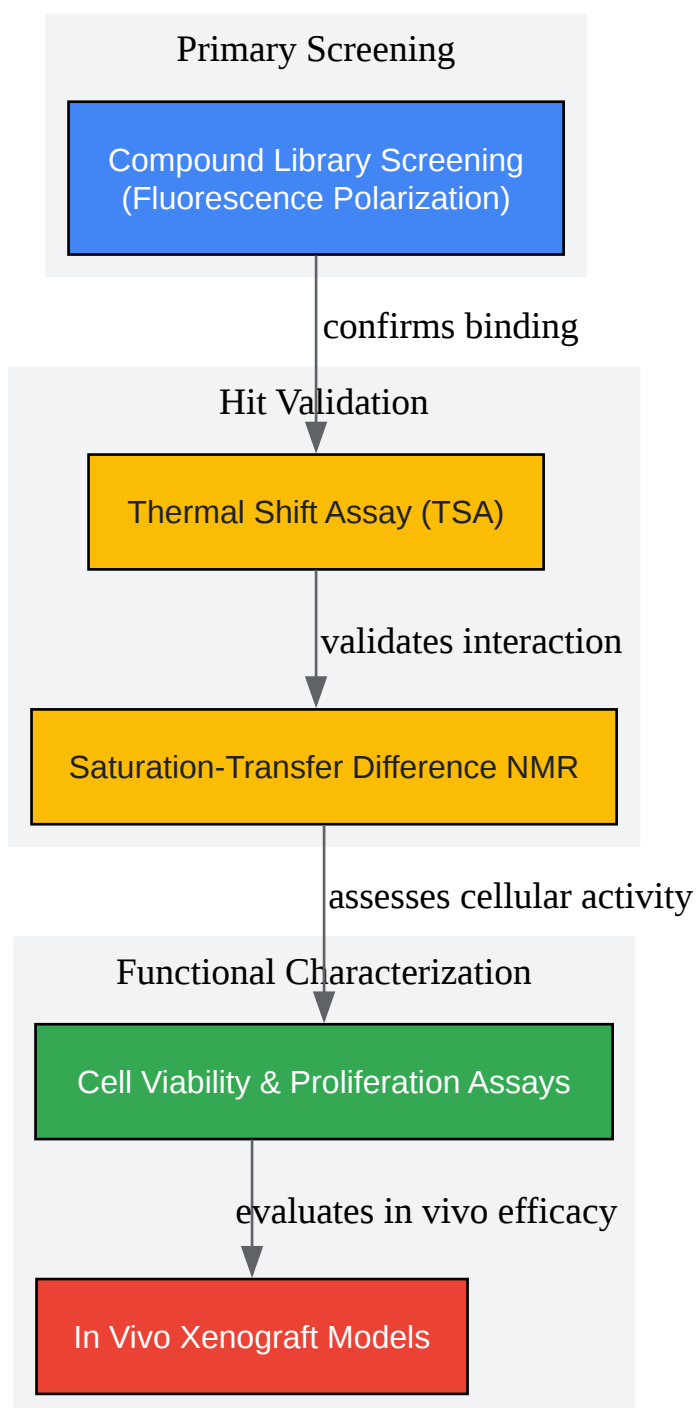 Primary Screening
Compound Library Screening
(Fluorescence Polarization)
confirms binding
Hit Validation
Thermal Shift Assay (TSA)
validates interaction
Saturation-Transfer Difference NMR
assesses cellular activity
Functional Characterization
Cell Viability & Proliferation Assays
evaluates in vivo efficacy
In Vivo Xenograft Models